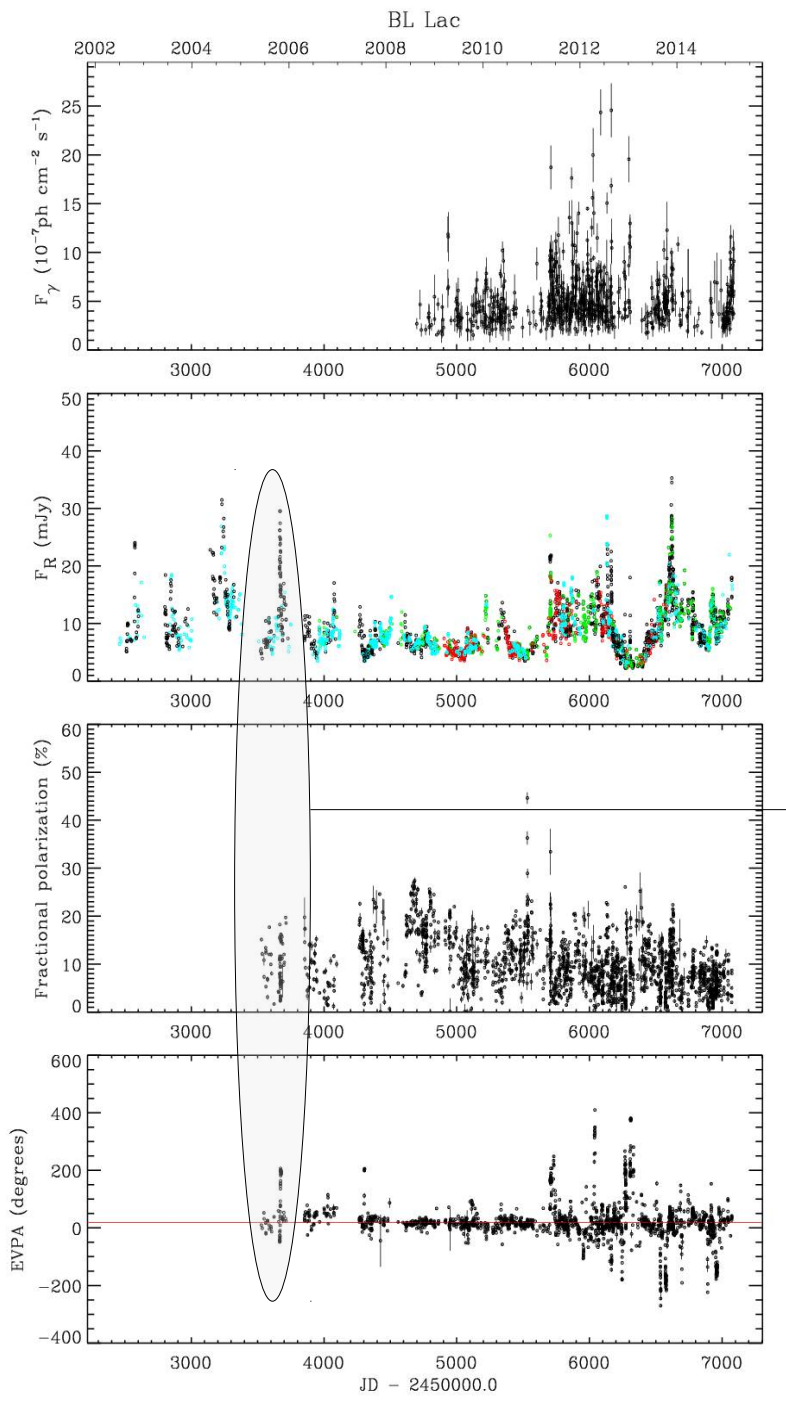 BL Lac
2002 2004 2006 2008 2010 2012 2014
25
20
15
10
5
0
F_γ (10⁻⁷ph cm⁻² s⁻¹)
3000 4000 5000 6000 7000
50
40
30
20
10
0
F_R (mJy)
3000 4000 5000 6000 7000
60
50
40
30
20
10
0
Fractional polarization (%)
3000 4000 5000 6000 7000
600
400
200
0
−200
−400
EVPA (degrees)
3000 4000 5000 6000 7000
JD − 2450000.0